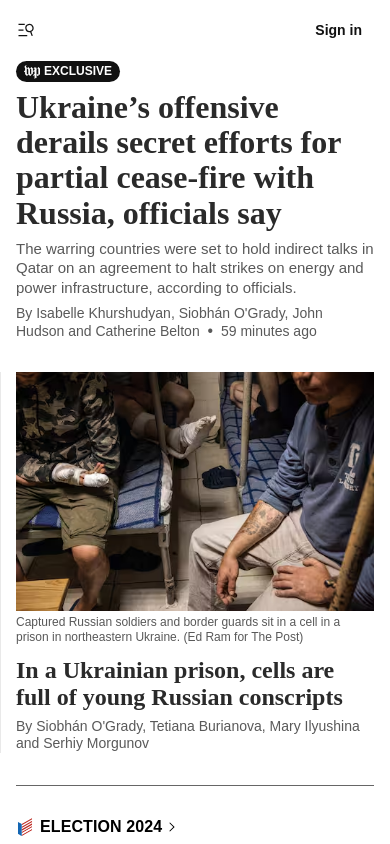 Sign in
wp EXCLUSIVE
Ukraine’s offensive
derails secret efforts for
partial cease-fire with
Russia, officials say
The warring countries were set to hold indirect talks in
Qatar on an agreement to halt strikes on energy and
power infrastructure, according to officials.
By Isabelle Khurshudyan, Siobhán O'Grady, John
Hudson and Catherine Belton • 59 minutes ago
Captured Russian soldiers and border guards sit in a cell in a
prison in northeastern Ukraine. (Ed Ram for The Post)
In a Ukrainian prison, cells are
full of young Russian conscripts
By Siobhán O'Grady, Tetiana Burianova, Mary Ilyushina
and Serhiy Morgunov
ELECTION 2024